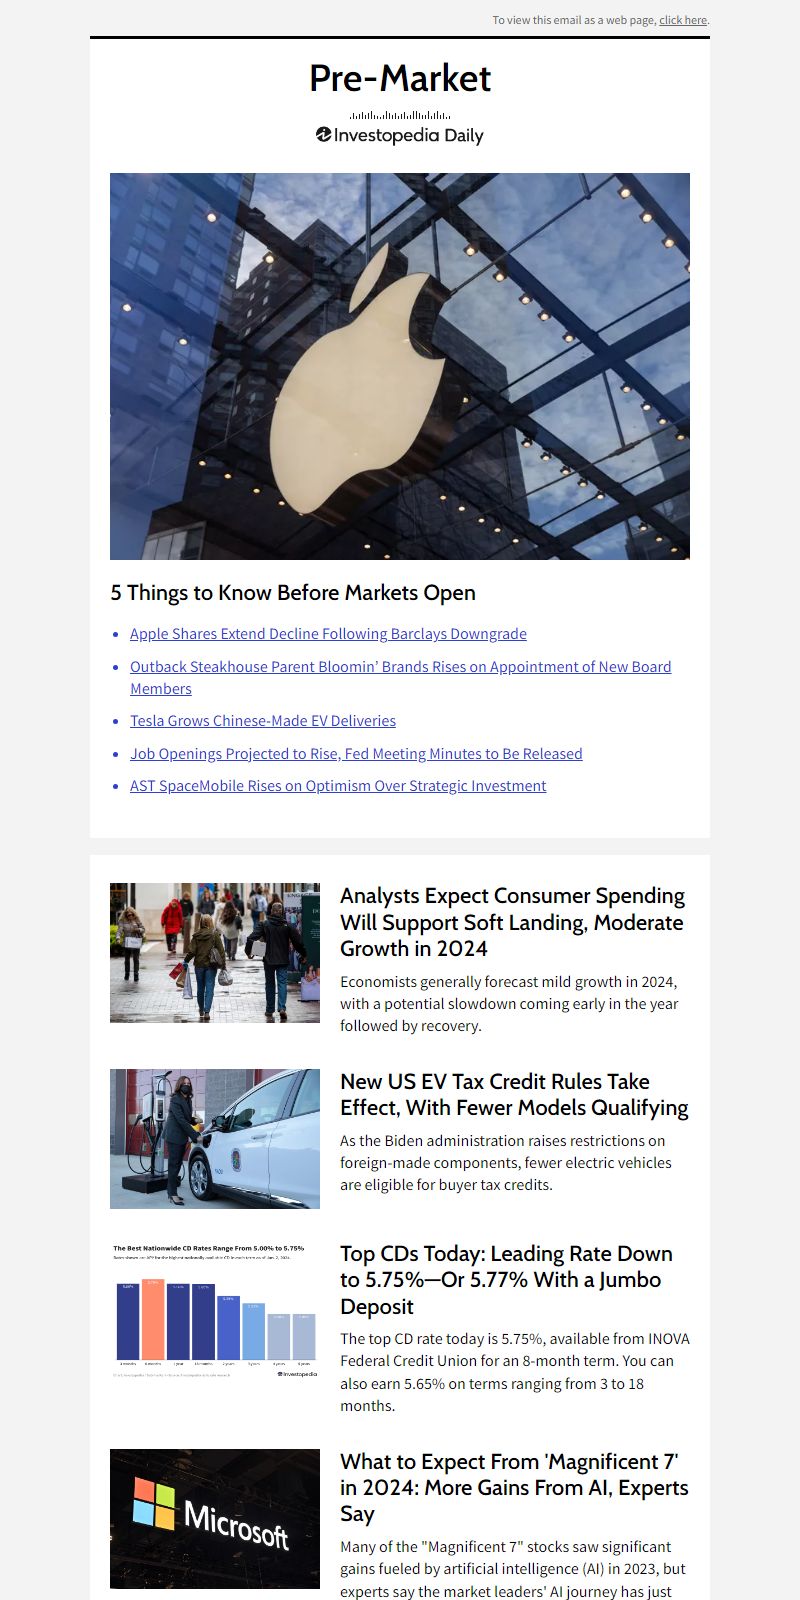 To view this email as a web page, click here.
Pre-Market
Investopedia Daily
5 Things to Know Before Markets Open
Apple Shares Extend Decline Following Barclays Downgrade
Outback Steakhouse Parent Bloomin' Brands Rises on Appointment of New Board
Members
Tesla Grows Chinese-Made EV Deliveries
Job Openings Projected to Rise, Fed Meeting Minutes to Be Released
AST SpaceMobile Rises on Optimism Over Strategic Investment
Analysts Expect Consumer Spending
Will Support Soft Landing, Moderate
Growth in 2024
Economists generally forecast mild growth in 2024,
with a potential slowdown coming early in the year
followed by recovery.
New US EV Tax Credit Rules Take
Effect, With Fewer Models Qualifying
As the Biden administration raises restrictions on
foreign-made components, fewer electric vehicles
are eligible for buyer tax credits.
The Best Nationwide CD Rates Range From 5.00% to 5.75%
Investopedia
Top CDs Today: Leading Rate Down
to 5.75%—Or 5.77% With a Jumbo
Deposit
The top CD rate today is 5.75%, available from INOVA
Federal Credit Union for an 8-month term. You can
also earn 5.65% on terms ranging from 3 to 18
months.
Microsoft
What to Expect From 'Magnificent 7'
in 2024: More Gains From AI, Experts
Say
Many of the "Magnificent 7" stocks saw significant
gains fueled by artificial intelligence (AI) in 2023, but
experts say the market leaders' AI journey has just